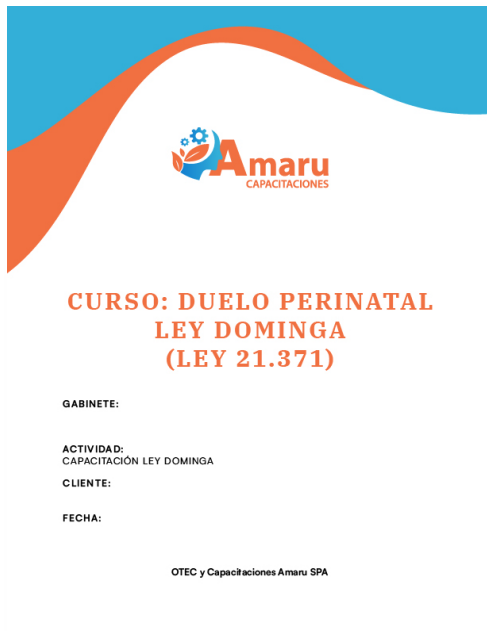 Amaru
CAPACITACIONES
CURSO: DUELO PERINATAL
LEY DOMINGA
(LEY 21.371)
GABINETE:
ACTIVIDAD:
CAPACITACIÓN LEY DOMINGA
CLIENTE:
FECHA:
OTEC y Capacitaciones Amaru SPA